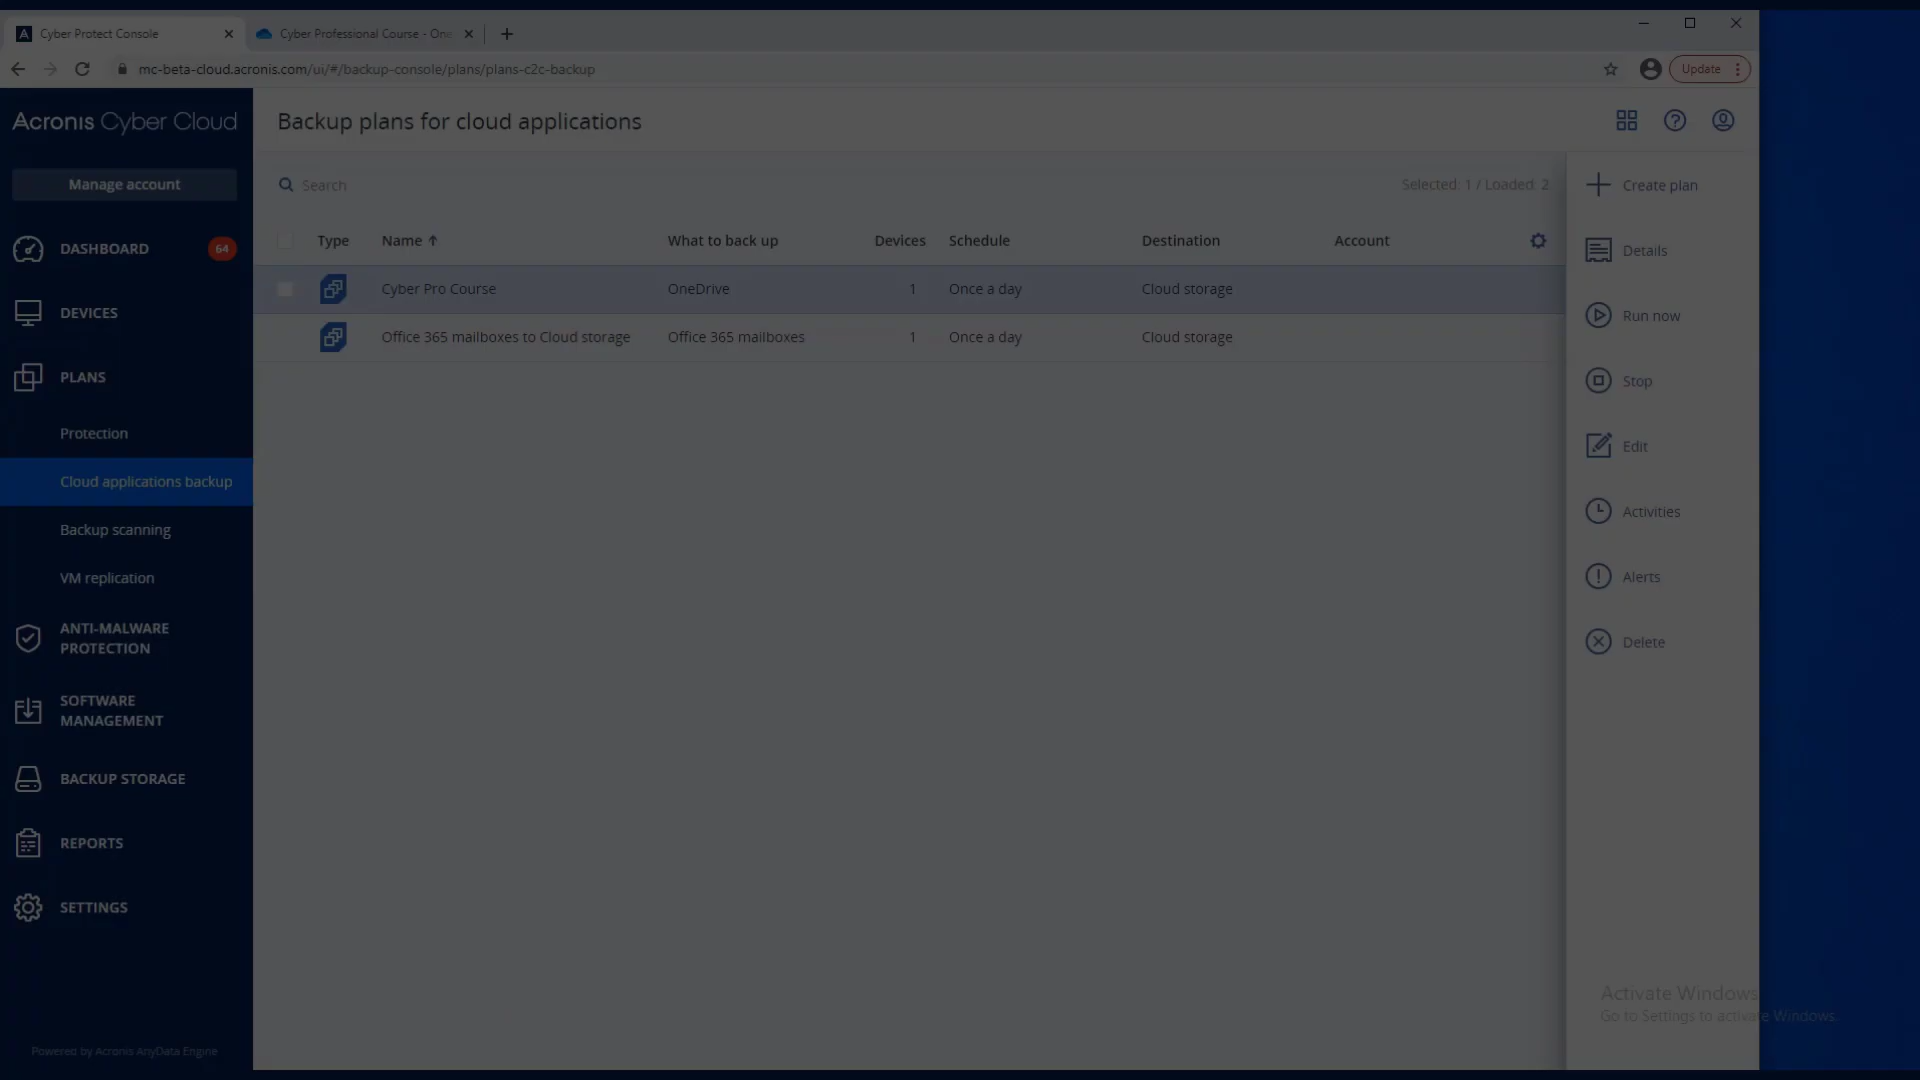 Cyber Protect Console
Cyber Professional Course - One
mc-beta-cloud.acronis.com/ui/#/backup-console/plans/plans-c2c-backup
Update
Acronis Cyber Cloud
Manage account
DASHBOARD
64
DEVICES
PLANS
Protection
Cloud applications backup
Backup scanning
VM replication
ANTI-MALWARE
PROTECTION
SOFTWARE
MANAGEMENT
BACKUP STORAGE
REPORTS
SETTINGS
Powered by Acronis AnyData Engine
Backup plans for cloud applications
Search
Selected: 1 / Loaded: 2
Type Name What to back up Devices Schedule Destination Account
Cyber Pro Course OneDrive 1 Once a day Cloud storage
Office 365 mailboxes to Cloud storage Office 365 mailboxes 1 Once a day Cloud storage
Create plan
Details
Run now
Stop
Edit
Activities
Alerts
Delete
Activate Windows
Go to Settings to activate Windows.